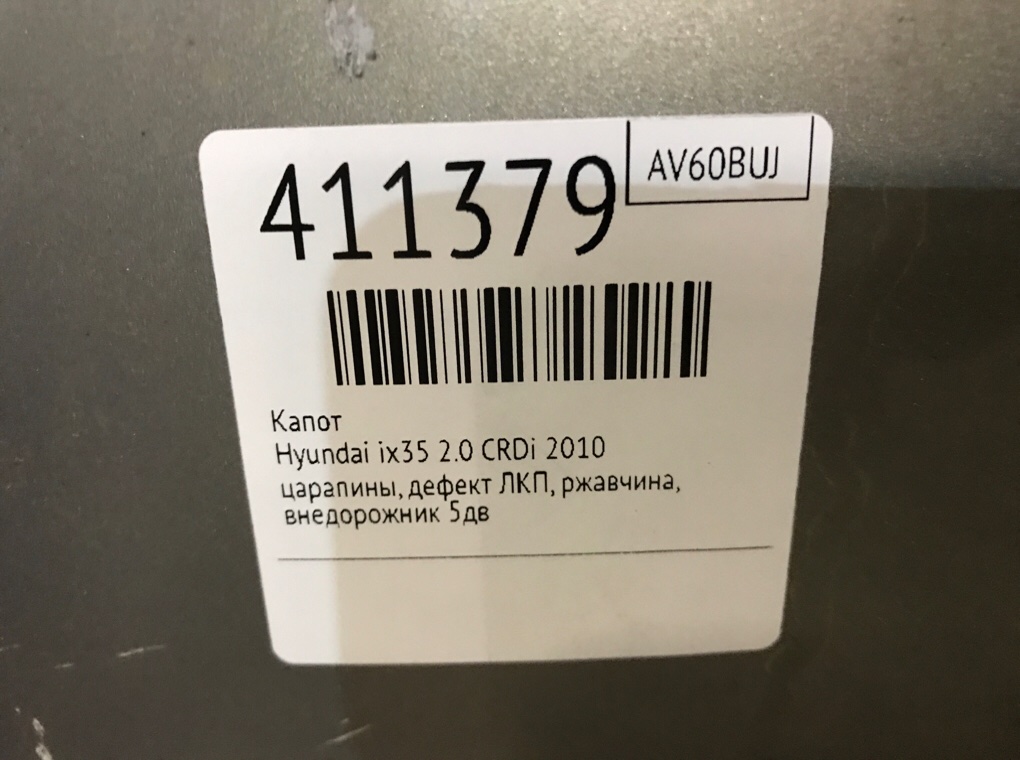 411379
AV60BUJ
Капот
Hyundai ix35 2.0 CRDi 2010
царапины, дефект ЛКП, ржавчина,
внедорожник 5дв